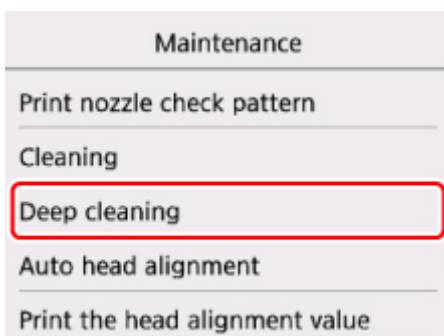 Maintenance
Print nozzle check pattern
Cleaning
Deep cleaning
Auto head alignment
Print the head alignment value